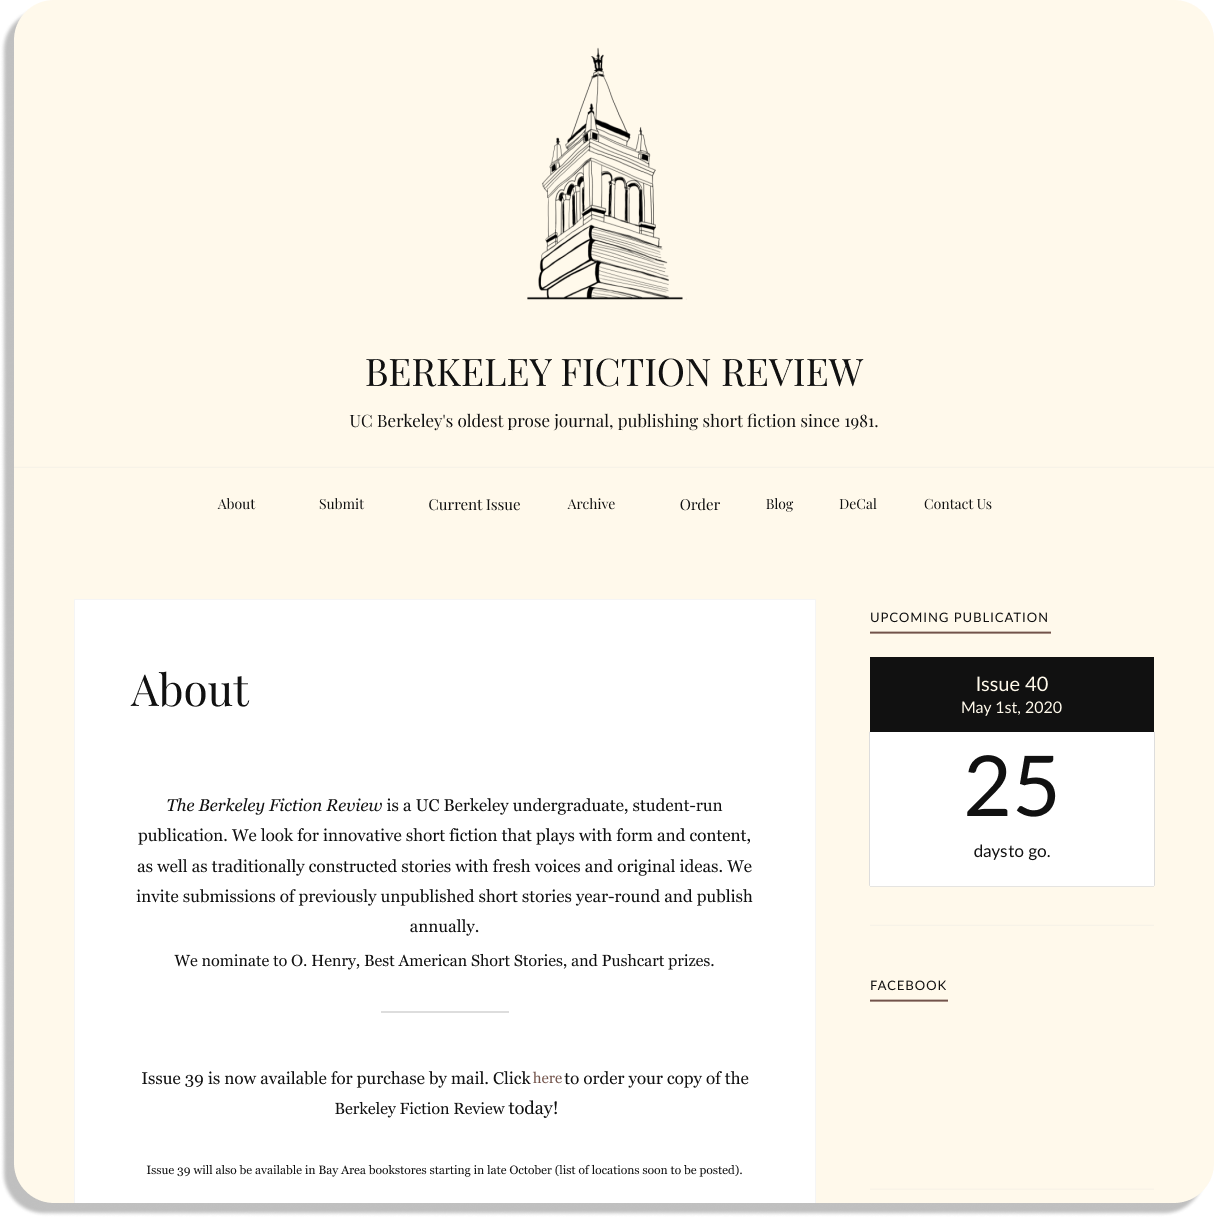 BERKELEY FICTION REVIEW
UC Berkeley's oldest prose journal, publishing short fiction since 1981.
About Submit Current Issue Archive Order Blog DeCal Contact Us
About
The Berkeley Fiction Review is a UC Berkeley undergraduate, student-run
publication. We look for innovative short fiction that plays with form and content,
as well as traditionally constructed stories with fresh voices and original ideas. We
invite submissions of previously unpublished short stories year-round and publish
annually.
We nominate to O. Henry, Best American Short Stories, and Pushcart prizes.
Issue 39 is now available for purchase by mail. Click here to order your copy of the
Berkeley Fiction Review today!
Issue 39 will also be available in Bay Area bookstores starting in late October (list of locations soon to be posted).
UPCOMING PUBLICATION
Issue 40
May 1st, 2020
25
days to go.
FACEBOOK